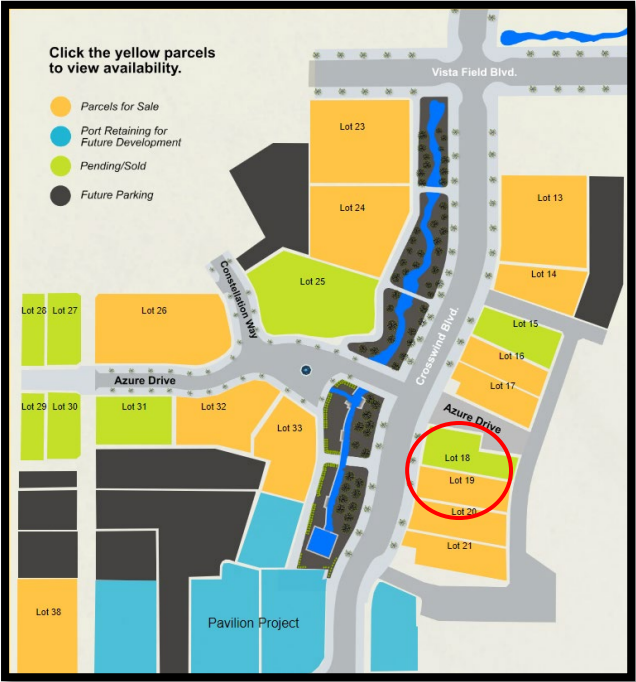 Click the yellow parcels
to view availability.
Parcels for Sale
Port Retaining for
Future Development
Pending/Sold
Future Parking
Vista Field Blvd.
Lot 23
Lot 24
Lot 13
Lot 14
Lot 25
Constellation Way
Lot 28
Lot 27
Lot 26
Lot 15
Lot 16
Lot 17
Crosswind Blvd.
Azure Drive
Lot 29
Lot 30
Lot 31
Lot 32
Lot 33
Azure Drive
Lot 18
Lot 19
Lot 20
Lot 21
Lot 38
Pavilion Project